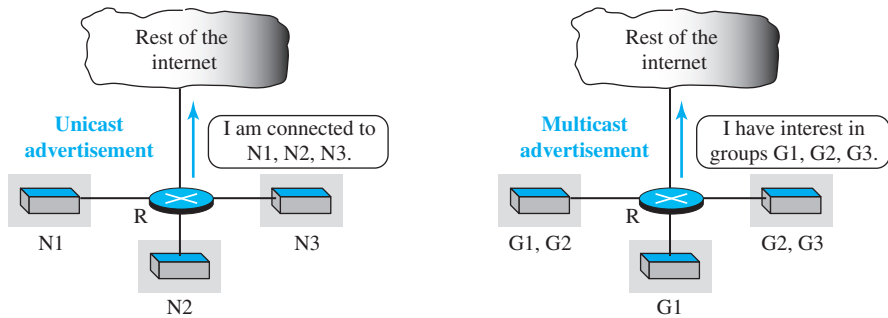 Rest of the
internet
Unicast
advertisement
I am connected to
N1, N2, N3.
R
N1
N3
N2
Rest of the
internet
Multicast
advertisement
I have interest in
groups G1, G2, G3.
R
G1, G2
G2, G3
G1